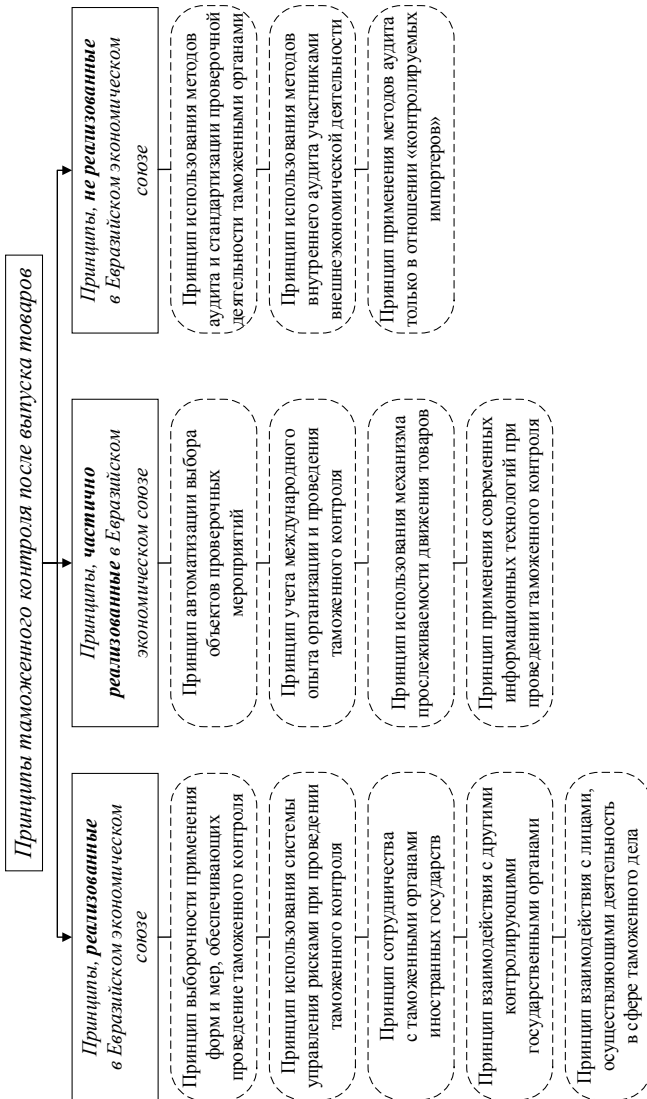 Принципы таможенного контроля после выпуска товаров
Принципы, реализованные
в Евразийском экономическом
союзе
Принцип выборочности применения
форм и мер, обеспечивающих
проведение таможенного контроля
Принцип использования системы
управления рисками при проведении
таможенного контроля
Принцип сотрудничества
с таможенными органами
иностранных государств
Принцип взаимодействия с другими
контролирующими
государственными органами
Принцип взаимодействия с лицами,
осуществляющими деятельность
в сфере таможенного дела
Принципы, частично
реализованные в Евразийском
экономическом союзе
Принцип автоматизации выбора
объектов проверочных
мероприятий
Принцип учета международного
опыта организации и проведения
таможенного контроля
Принцип использования механизма
прослеживаемости движения товаров
Принцип применения современных
информационных технологий при
проведении таможенного контроля
Принципы, не реализованные
в Евразийском экономическом
союзе
Принцип использования методов
аудита и стандартизации проверочной
деятельности таможенными органами
Принцип использования методов
внутреннего аудита участниками
внешнеэкономической деятельности
Принцип применения методов аудита
только в отношении «контролируемых
импортеров»